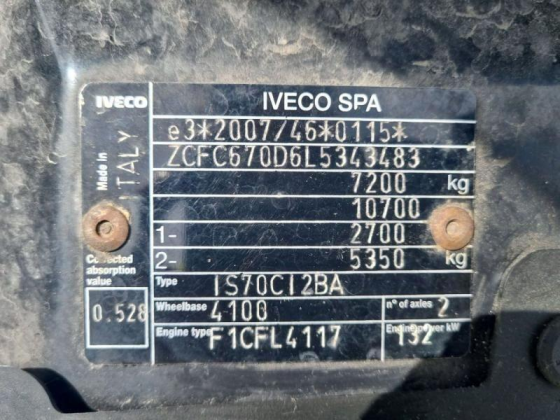 IVECO IVECO SPA
e3*2007/46*0115*
ZCFC670D6L5343483
Made in ITALY
7200 kg
10700
1- 2700
2- 5350 kg
Corrected absorption value
0.528
Type IS70CI2BA
Wheelbase 4100 n° of axles 2
Engine type F1CFL4117 Engine power kW 132